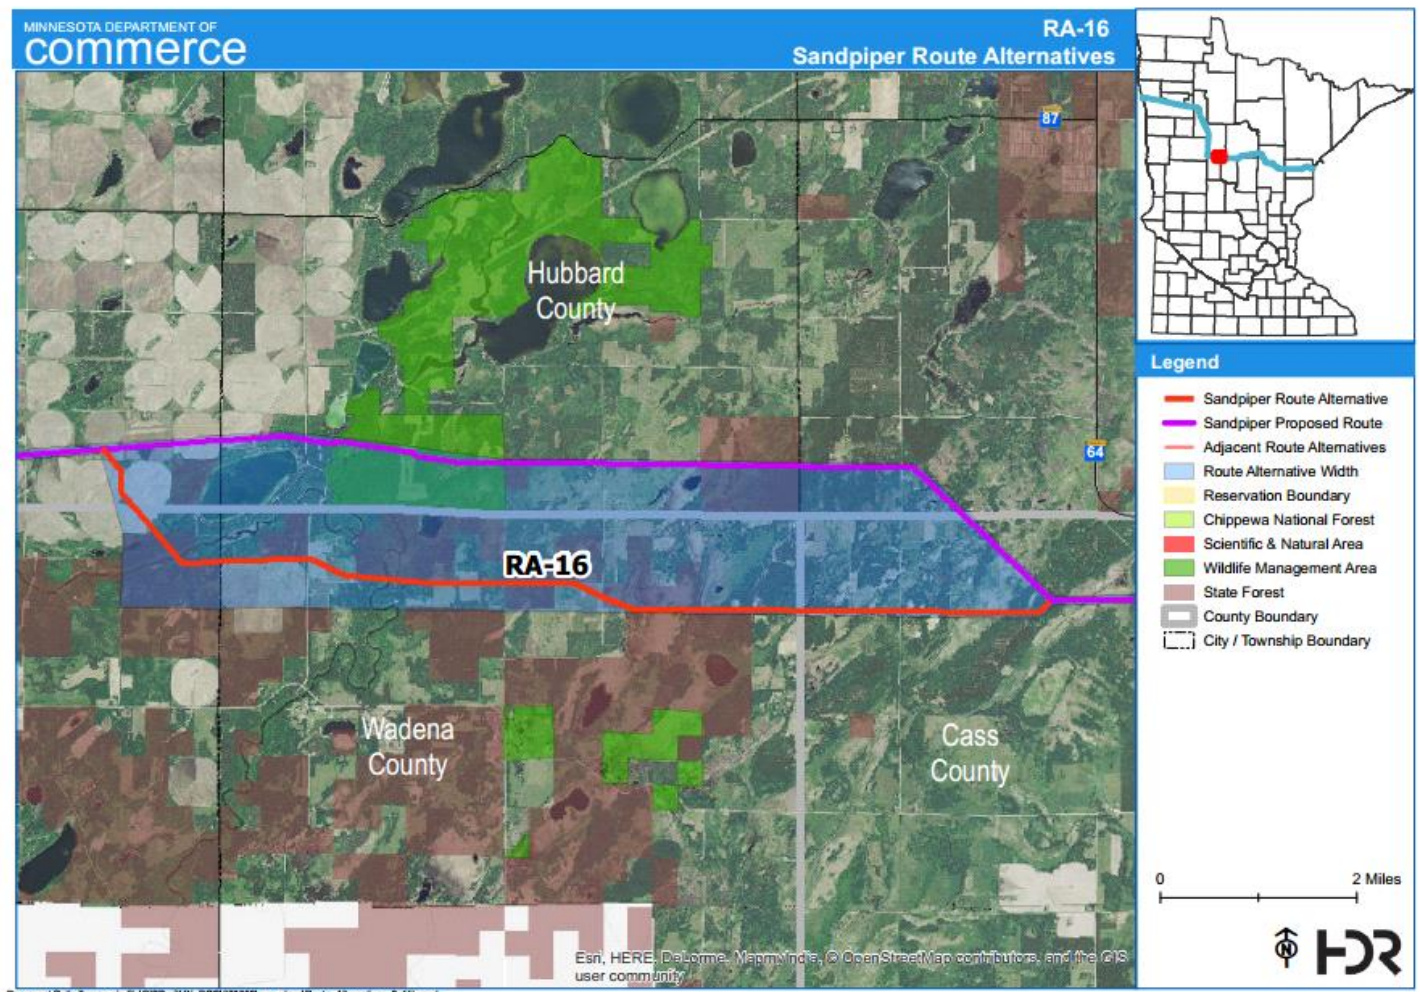 MINNESOTA DEPARTMENT OF
commerce
RA-16
Sandpiper Route Alternatives
87
Hubbard
County
64
RA-16
Wadena
County
Cass
County
Esri, HERE, DeLorme, MapmyIndia, © OpenStreetMap contributors, and the GIS
user community
Legend
Sandpiper Route Alternative
Sandpiper Proposed Route
Adjacent Route Alternatives
Route Alternative Width
Reservation Boundary
Chippewa National Forest
Scientific & Natural Area
Wildlife Management Area
State Forest
County Boundary
City / Township Boundary
0 2 Miles
N
HDR